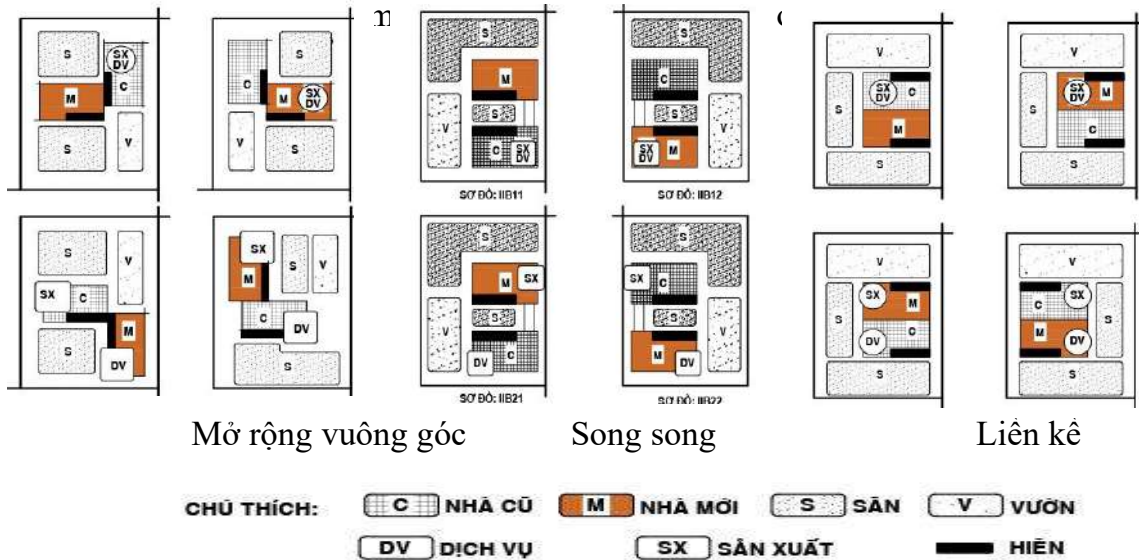 S SX DV M C S V
C S M SX DV V S
S M S V C SX DV
SƠ ĐỒ: IIB11
S C S V M SX DV
SƠ ĐỒ: IIB12
V S SX DV C M S
V S SX DV M C S
S V SX C S M DV
SX M S V C DV S
S M SX S V DV C
SƠ ĐỒ: IIB21
S SX C S V M DV
SƠ ĐỒ: IIB22
V SX M S DV C S
V C SX S M DV S
Mở rộng vuông góc Song song Liền kề
CHÚ THÍCH: C NHÀ CŨ M NHÀ MỚI S SÂN V VƯỜN
DV DỊCH VỤ SX SẢN XUẤT HIÊN